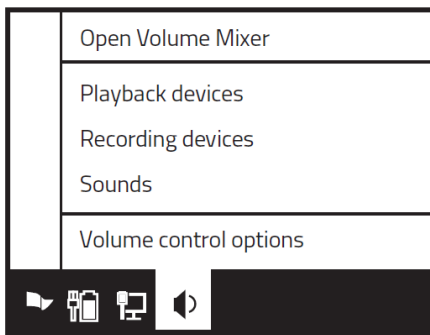 Open Volume Mixer
Playback devices
Recording devices
Sounds
Volume control options